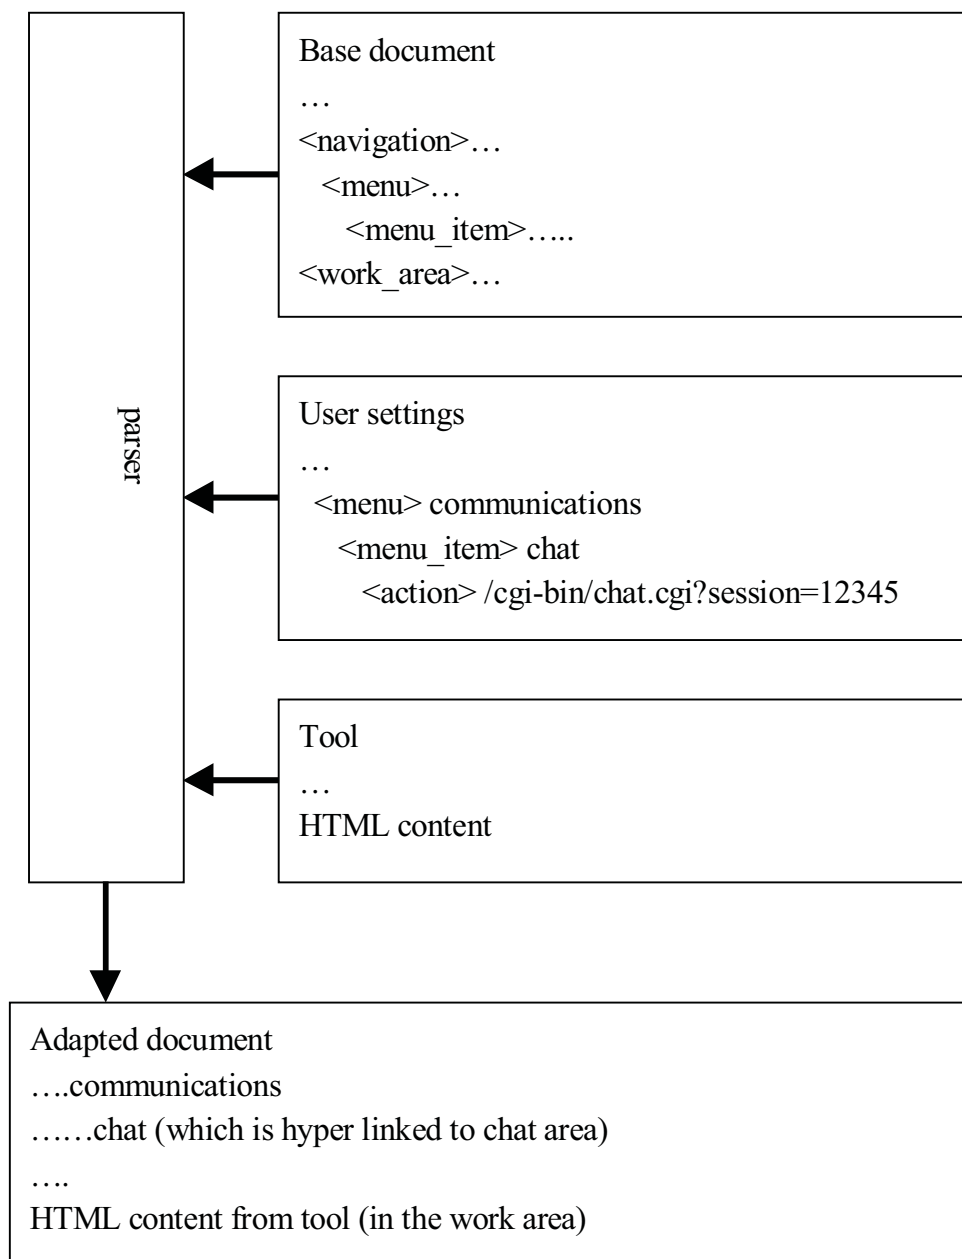 Base document
…
<navigation>…
<menu>…
<menu_item>…..
<work_area>…
parser
User settings
…
<menu> communications
<menu_item> chat
<action> /cgi-bin/chat.cgi?session=12345
Tool
…
HTML content
Adapted document
….communications
……chat (which is hyper linked to chat area)
….
HTML content from tool (in the work area)